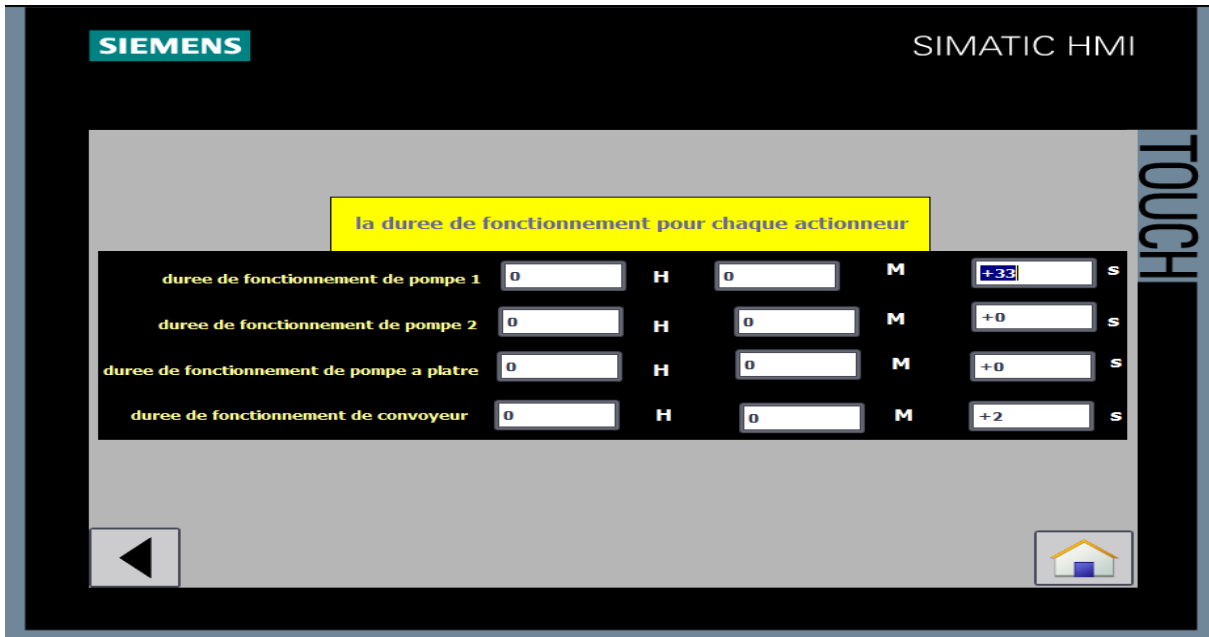 SIEMENS
SIMATIC HMI
TOUCH
la duree de fonctionnement pour chaque actionneur
duree de fonctionnement de pompe 1 0 H 0 M +33 s
duree de fonctionnement de pompe 2 0 H 0 M +0 s
duree de fonctionnement de pompe a platre 0 H 0 M +0 s
duree de fonctionnement de convoyeur 0 H 0 M +2 s